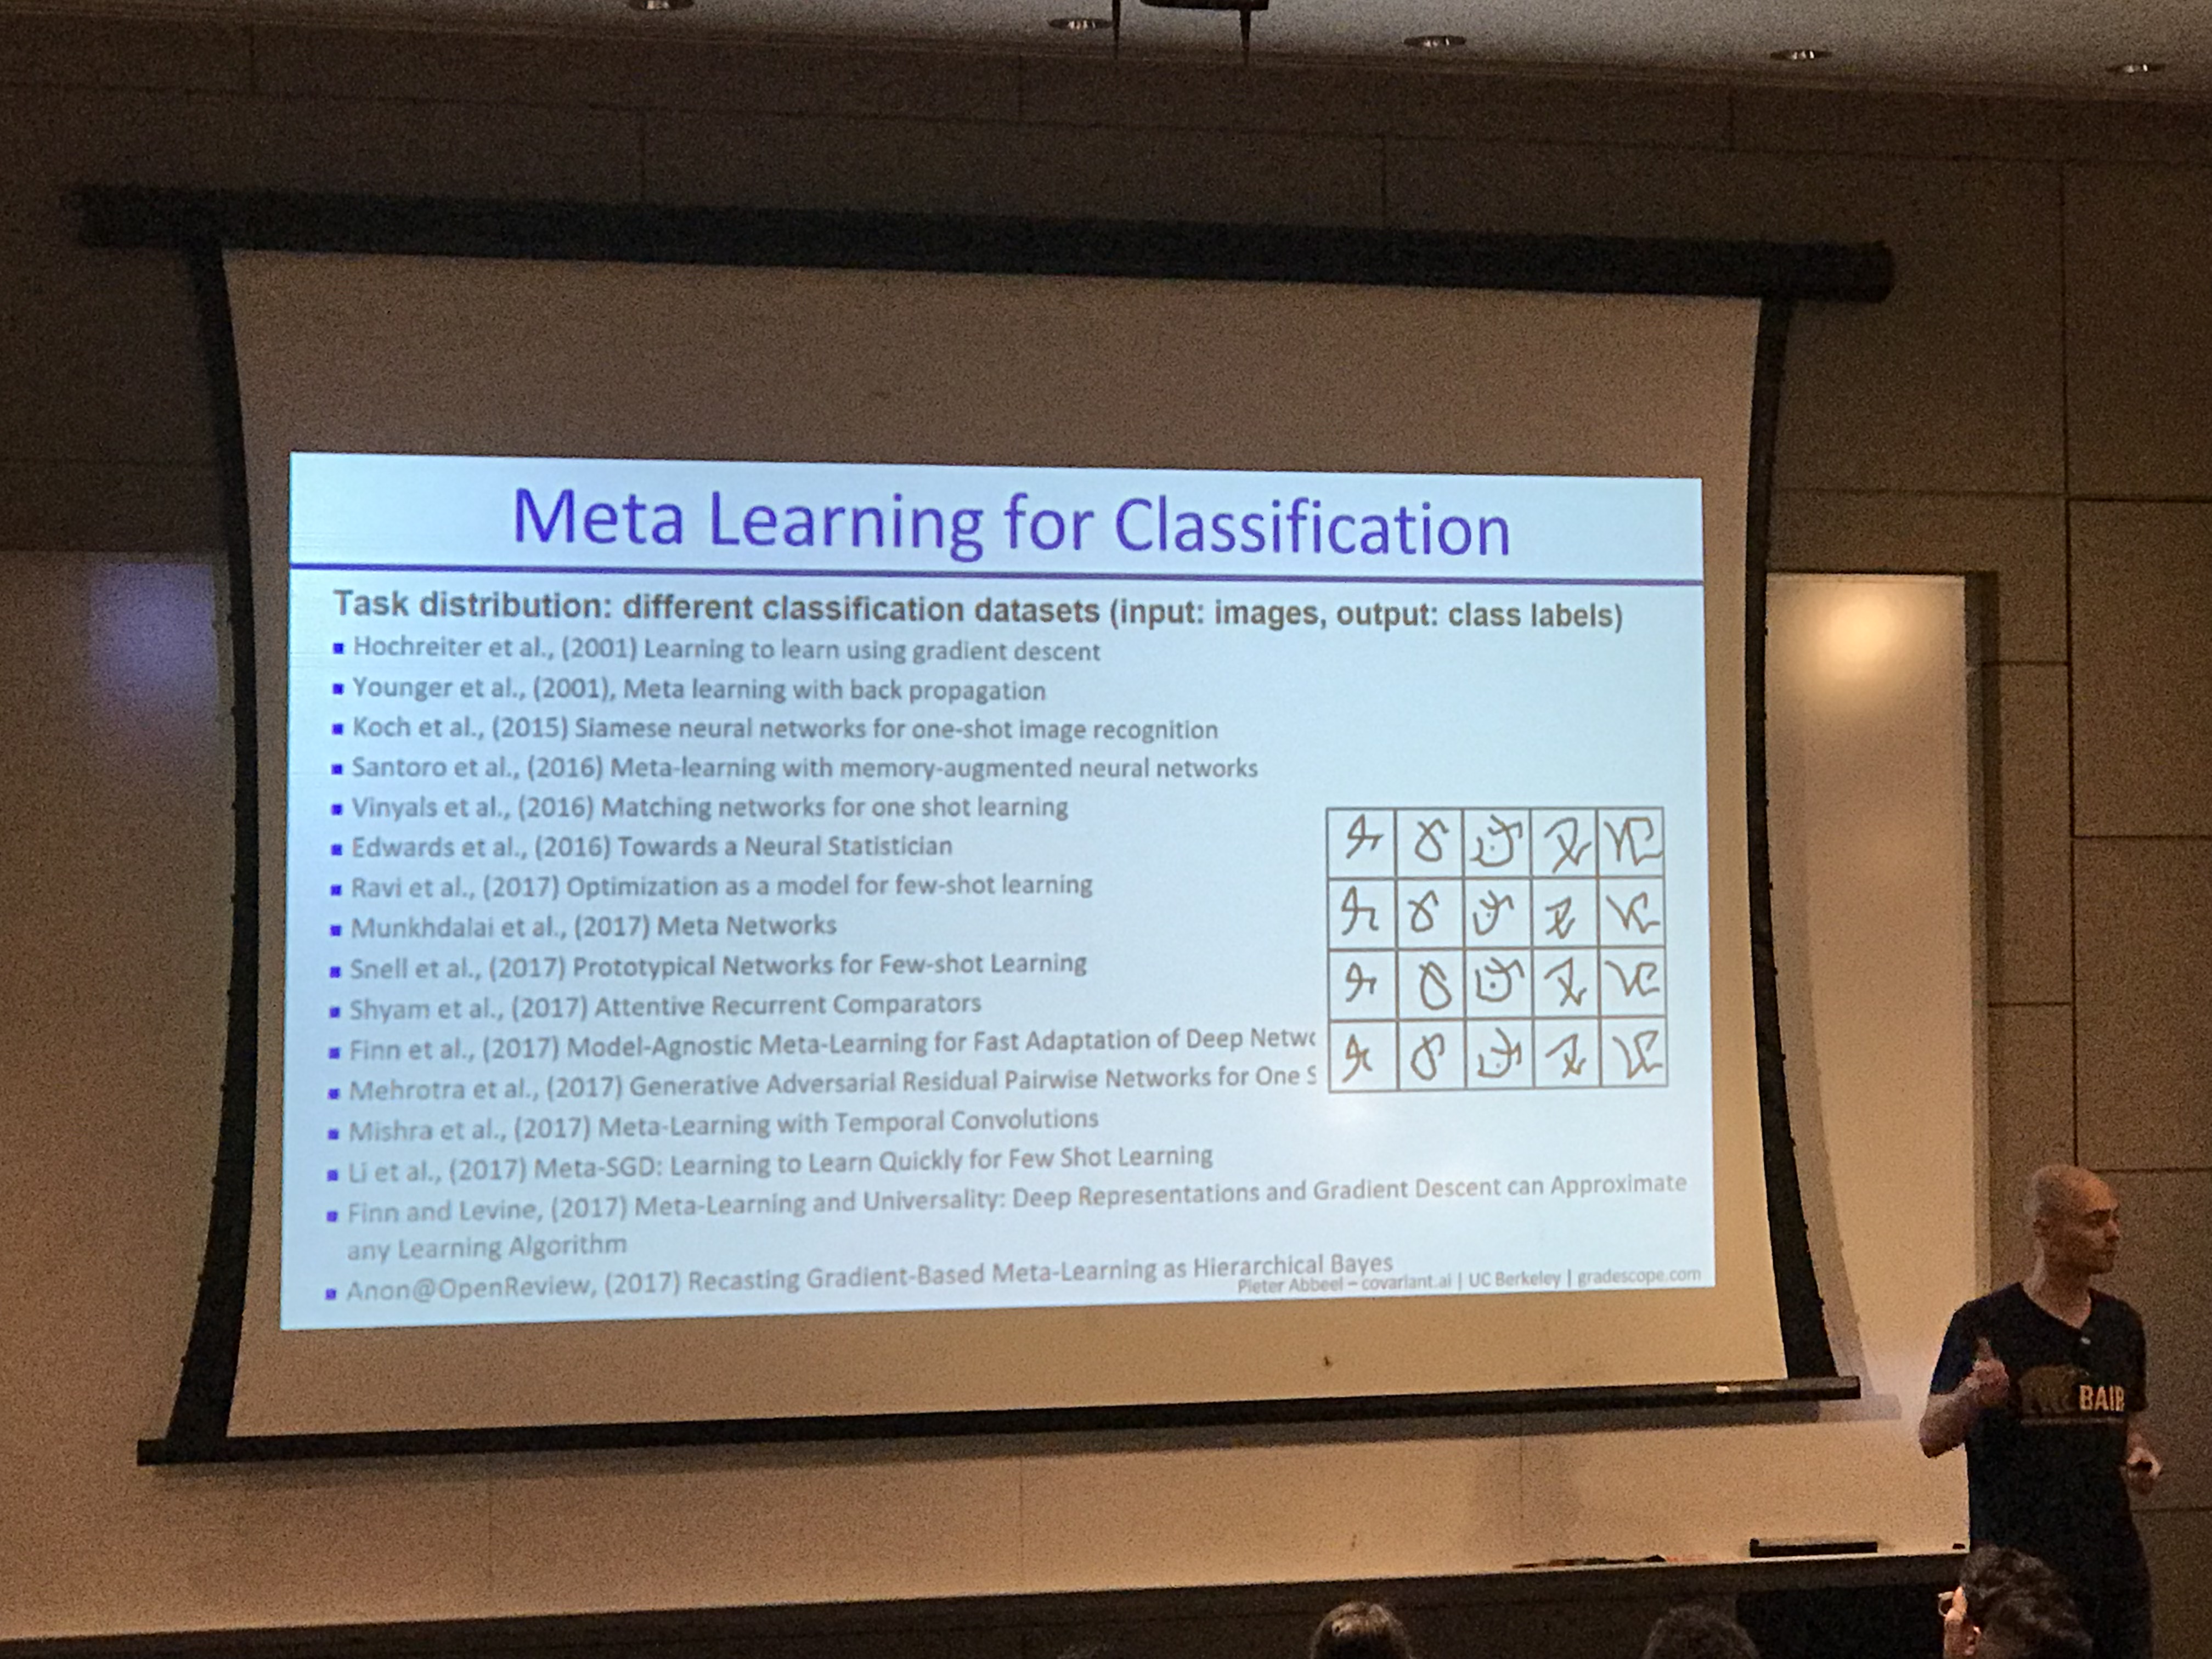 Meta Learning for Classification
Task distribution: different classification datasets (input: images, output: class labels)
▪ Hochreiter et al., (2001) Learning to learn using gradient descent
▪ Younger et al., (2001), Meta learning with back propagation
▪ Koch et al., (2015) Siamese neural networks for one-shot image recognition
▪ Santoro et al., (2016) Meta-learning with memory-augmented neural networks
▪ Vinyals et al., (2016) Matching networks for one shot learning
▪ Edwards et al., (2016) Towards a Neural Statistician
▪ Ravi et al., (2017) Optimization as a model for few-shot learning
▪ Munkhdalai et al., (2017) Meta Networks
▪ Snell et al., (2017) Prototypical Networks for Few-shot Learning
▪ Shyam et al., (2017) Attentive Recurrent Comparators
▪ Finn et al., (2017) Model-Agnostic Meta-Learning for Fast Adaptation of Deep Netwo
▪ Mehrotra et al., (2017) Generative Adversarial Residual Pairwise Networks for One S
▪ Mishra et al., (2017) Meta-Learning with Temporal Convolutions
▪ Li et al., (2017) Meta-SGD: Learning to Learn Quickly for Few Shot Learning
▪ Finn and Levine, (2017) Meta-Learning and Universality: Deep Representations and Gradient Descent can Approximate
any Learning Algorithm
▪ Anon@OpenReview, (2017) Recasting Gradient-Based Meta-Learning as Hierarchical Bayes
Pieter Abbeel – covariant.ai | UC Berkeley | gradescope.com
BAIR